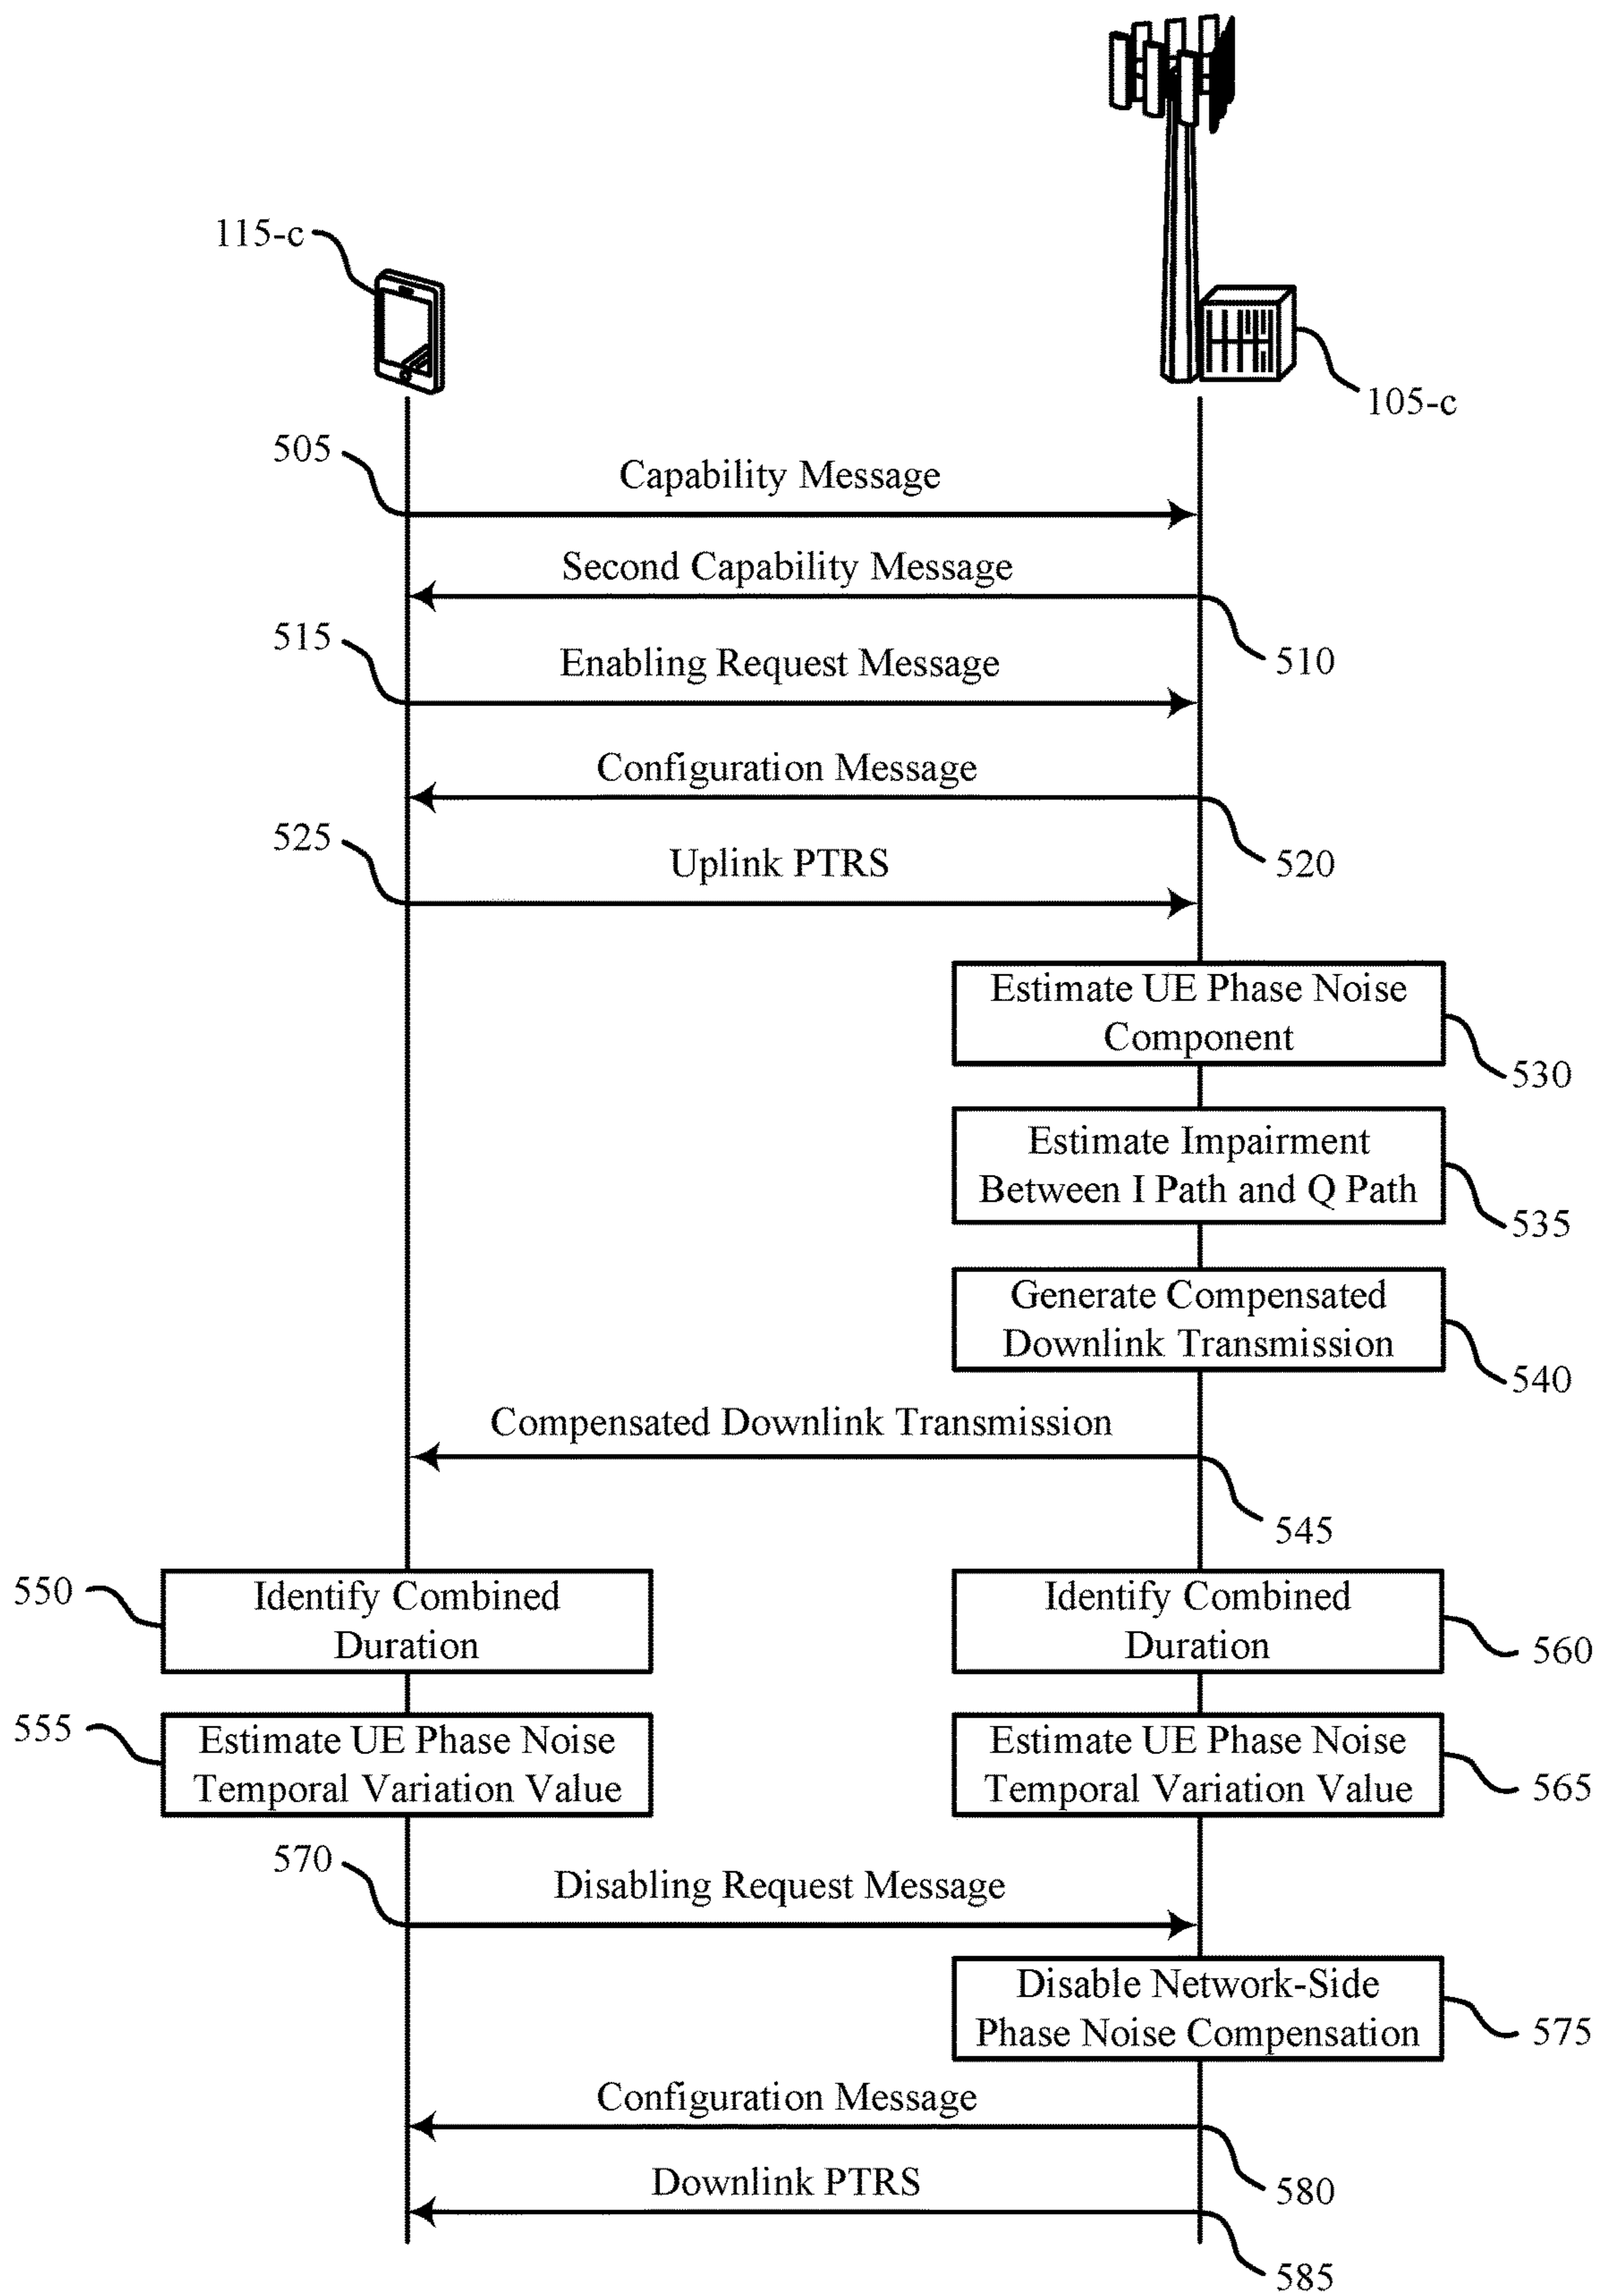 115-c
105-c
505
Capability Message
Second Capability Message
510
515
Enabling Request Message
Configuration Message
520
525
Uplink PTRS
Estimate UE Phase Noise
Component
530
Estimate Impairment
Between I Path and Q Path
535
Generate Compensated
Downlink Transmission
540
Compensated Downlink Transmission
545
550
Identify Combined
Duration
Identify Combined
Duration
560
555
Estimate UE Phase Noise
Temporal Variation Value
Estimate UE Phase Noise
Temporal Variation Value
565
570
Disabling Request Message
Disable Network-Side
Phase Noise Compensation
575
Configuration Message
580
Downlink PTRS
585